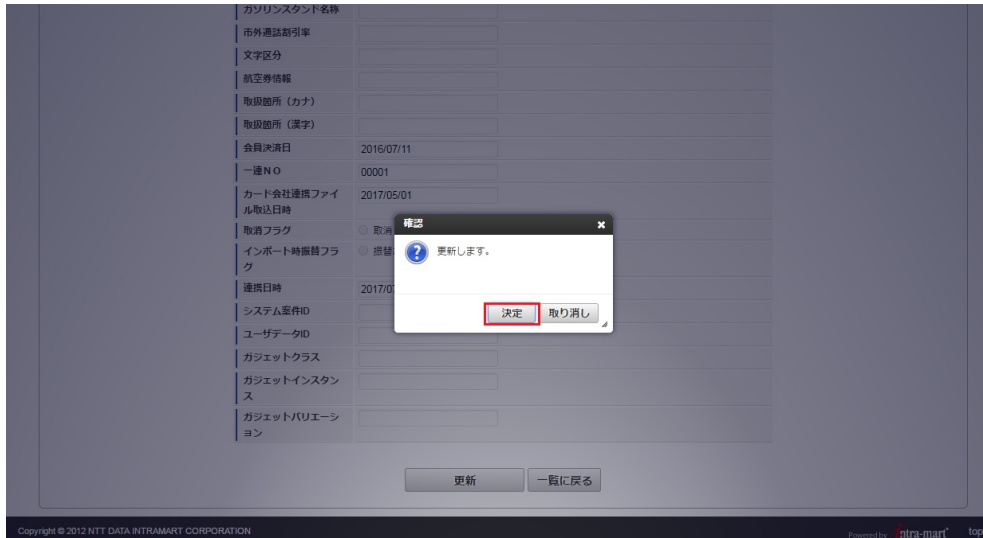 ガソリンスタンド名称
市外通話割引率
文字区分
航空券情報
取扱箇所（カナ）
取扱箇所（漢字）
会員決済日 2016/07/11
一連NO 00001
カード会社連携ファイ
ル取込日時 2017/05/01
取消フラグ 取消
インポート時振替フラ
グ 振替
連携日時 2017/0
システム案件ID
ユーザデータID
ガジェットクラス
ガジェットインスタン
ス
ガジェットバリエーシ
ョン
確認
更新します。
決定 取り消し
更新 一覧に戻る
Copyright © 2012 NTT DATA INTRAMART CORPORATION
Powered by intra-mart top